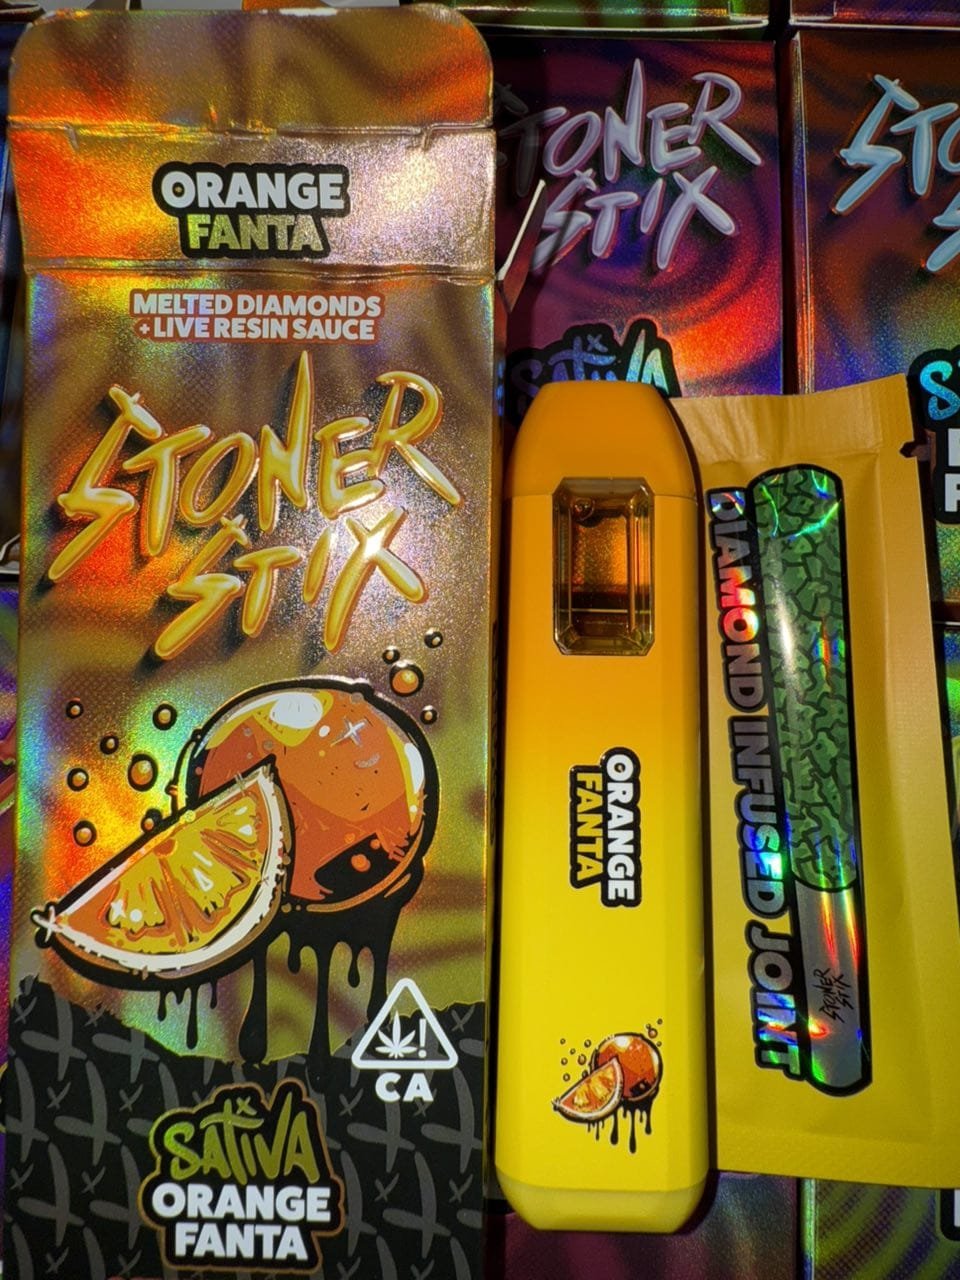 ORANGE
FANTA
MELTED DIAMONDS
+LIVE RESIN SAUCE
STONER
STIX
CA
SATIVA
ORANGE
FANTA
STONER
STIX
SATIVA
ORANGE
FANTA
DIAMOND INFUSED JOINT
STONER
STIX